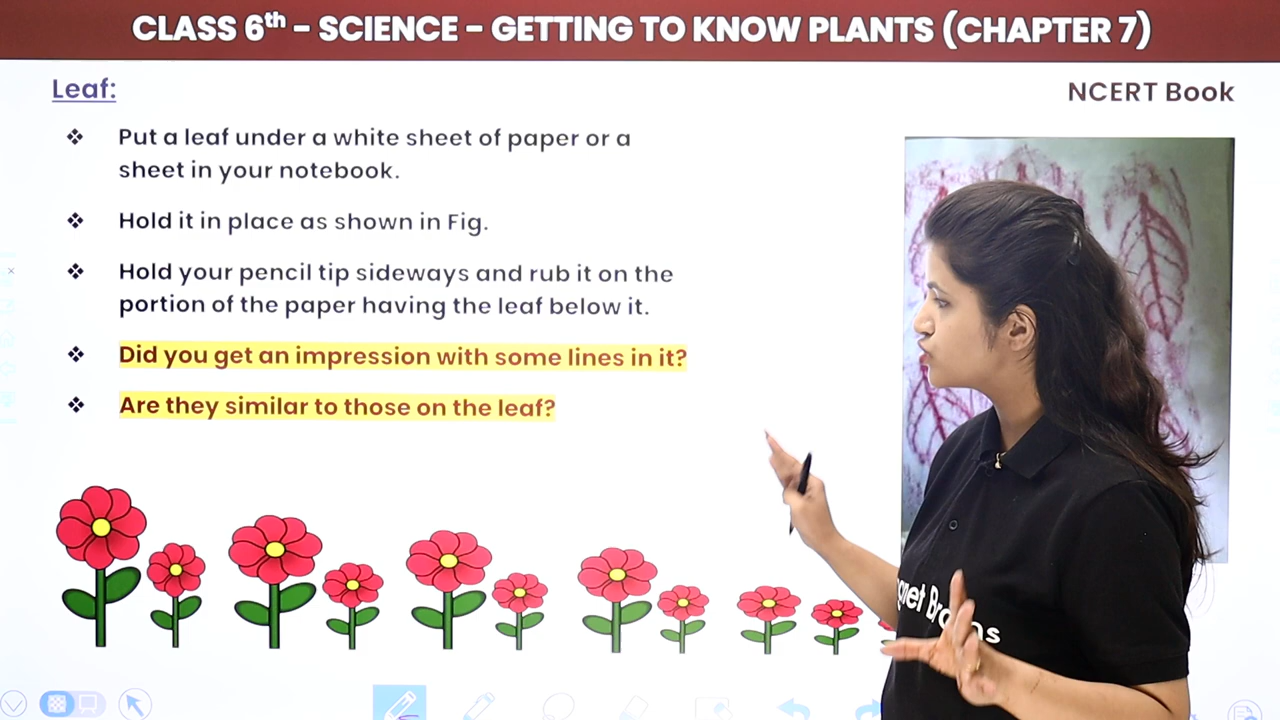 CLASS 6th – SCIENCE – GETTING TO KNOW PLANTS (CHAPTER 7)
Leaf:
NCERT Book
❖ Put a leaf under a white sheet of paper or a
sheet in your notebook.
❖ Hold it in place as shown in Fig.
❖ Hold your pencil tip sideways and rub it on the
portion of the paper having the leaf below it.
❖ Did you get an impression with some lines in it?
❖ Are they similar to those on the leaf?